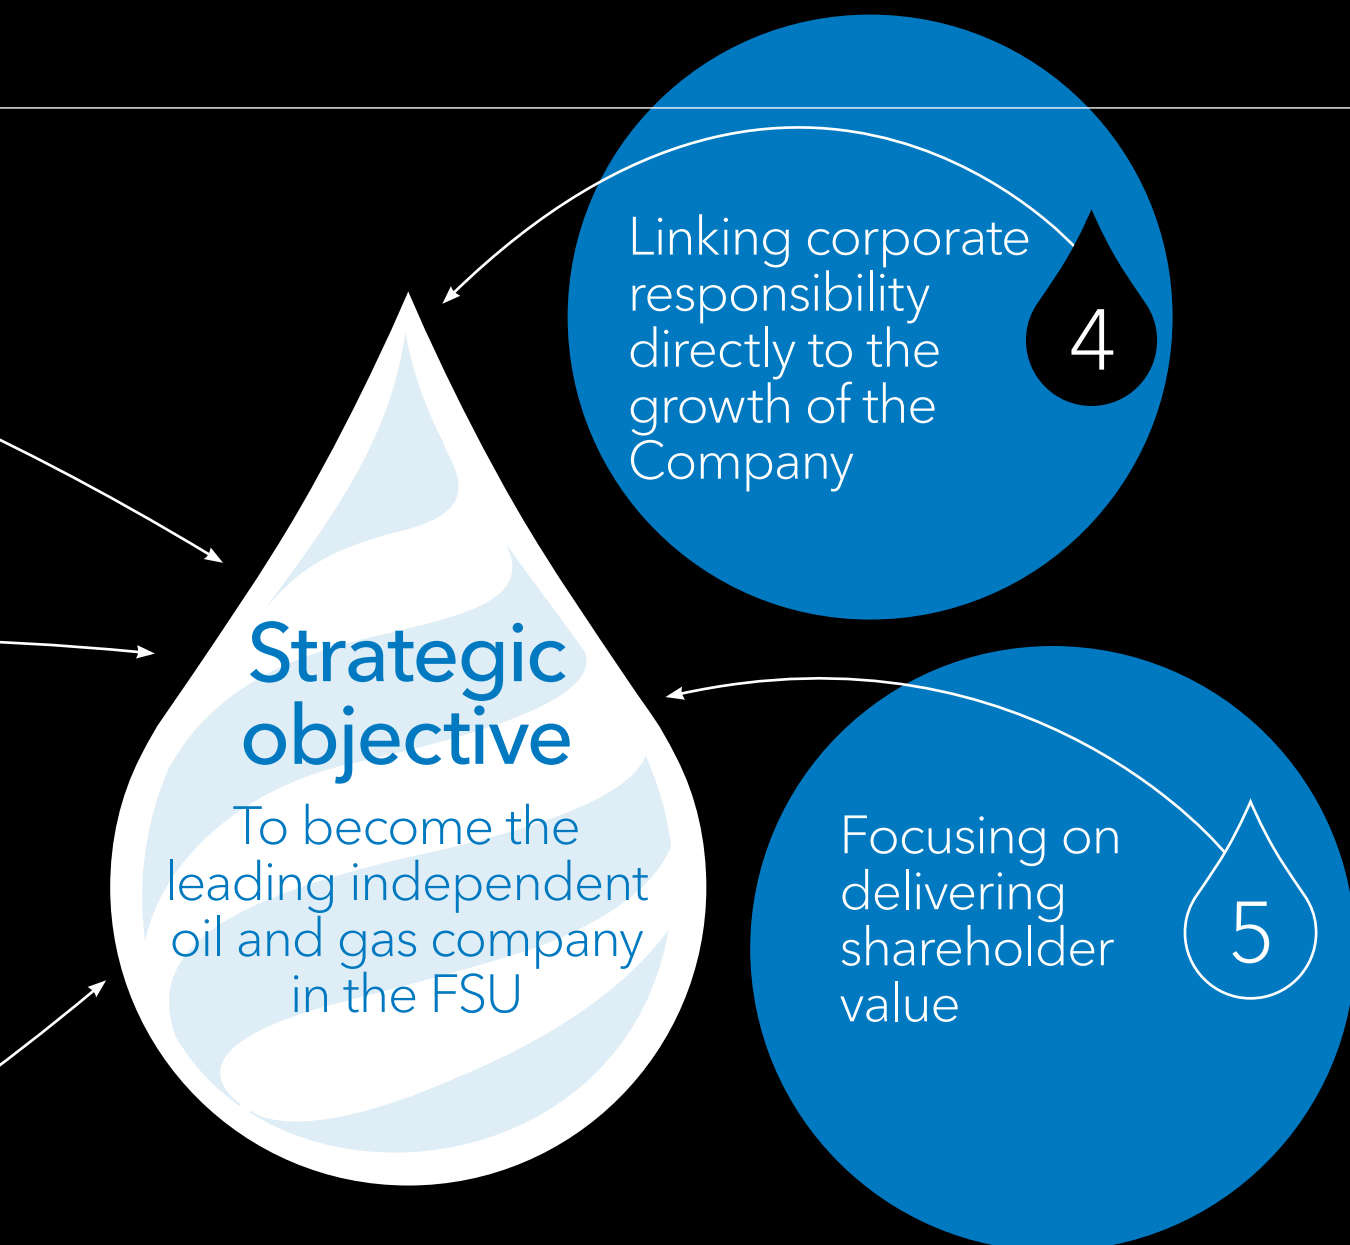 Linking corporate
responsibility
directly to the
growth of the
Company
4
Strategic
objective
To become the
leading independent
oil and gas company
in the FSU
Focusing on
delivering
shareholder
value
5